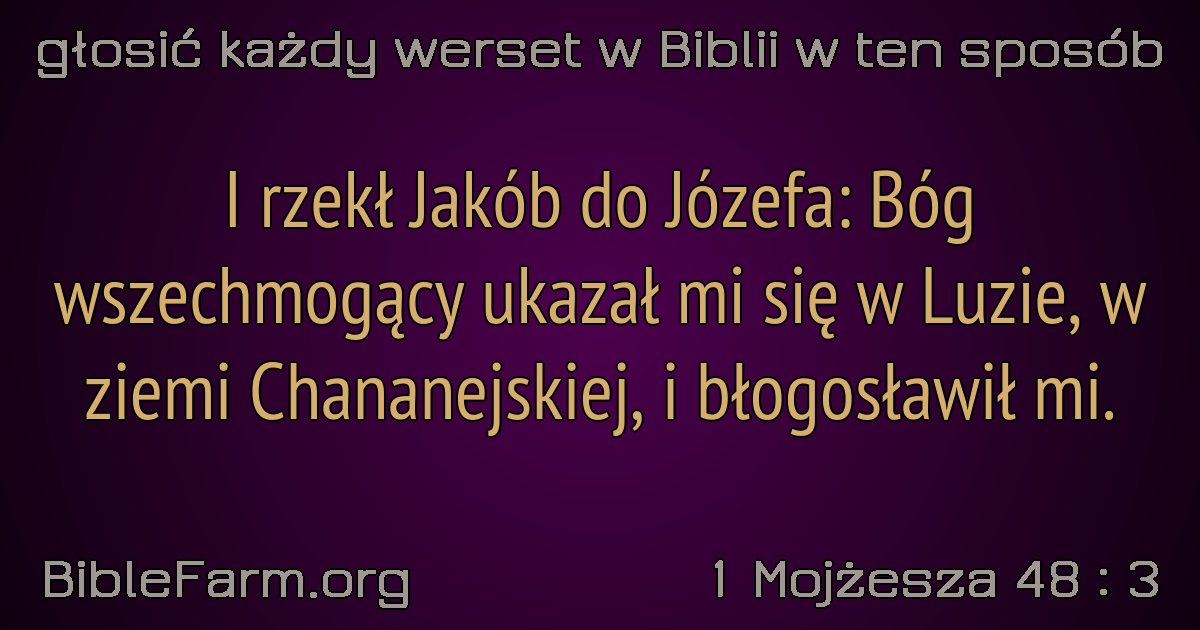 głosić każdy werset w Biblii w ten sposób
I rzekł Jakób do Józefa: Bóg
wszechmogący ukazał mi się w Luzie, w
ziemi Chananejskiej, i błogosławił mi.
BibleFarm.org
1 Mojżesza 48 : 3